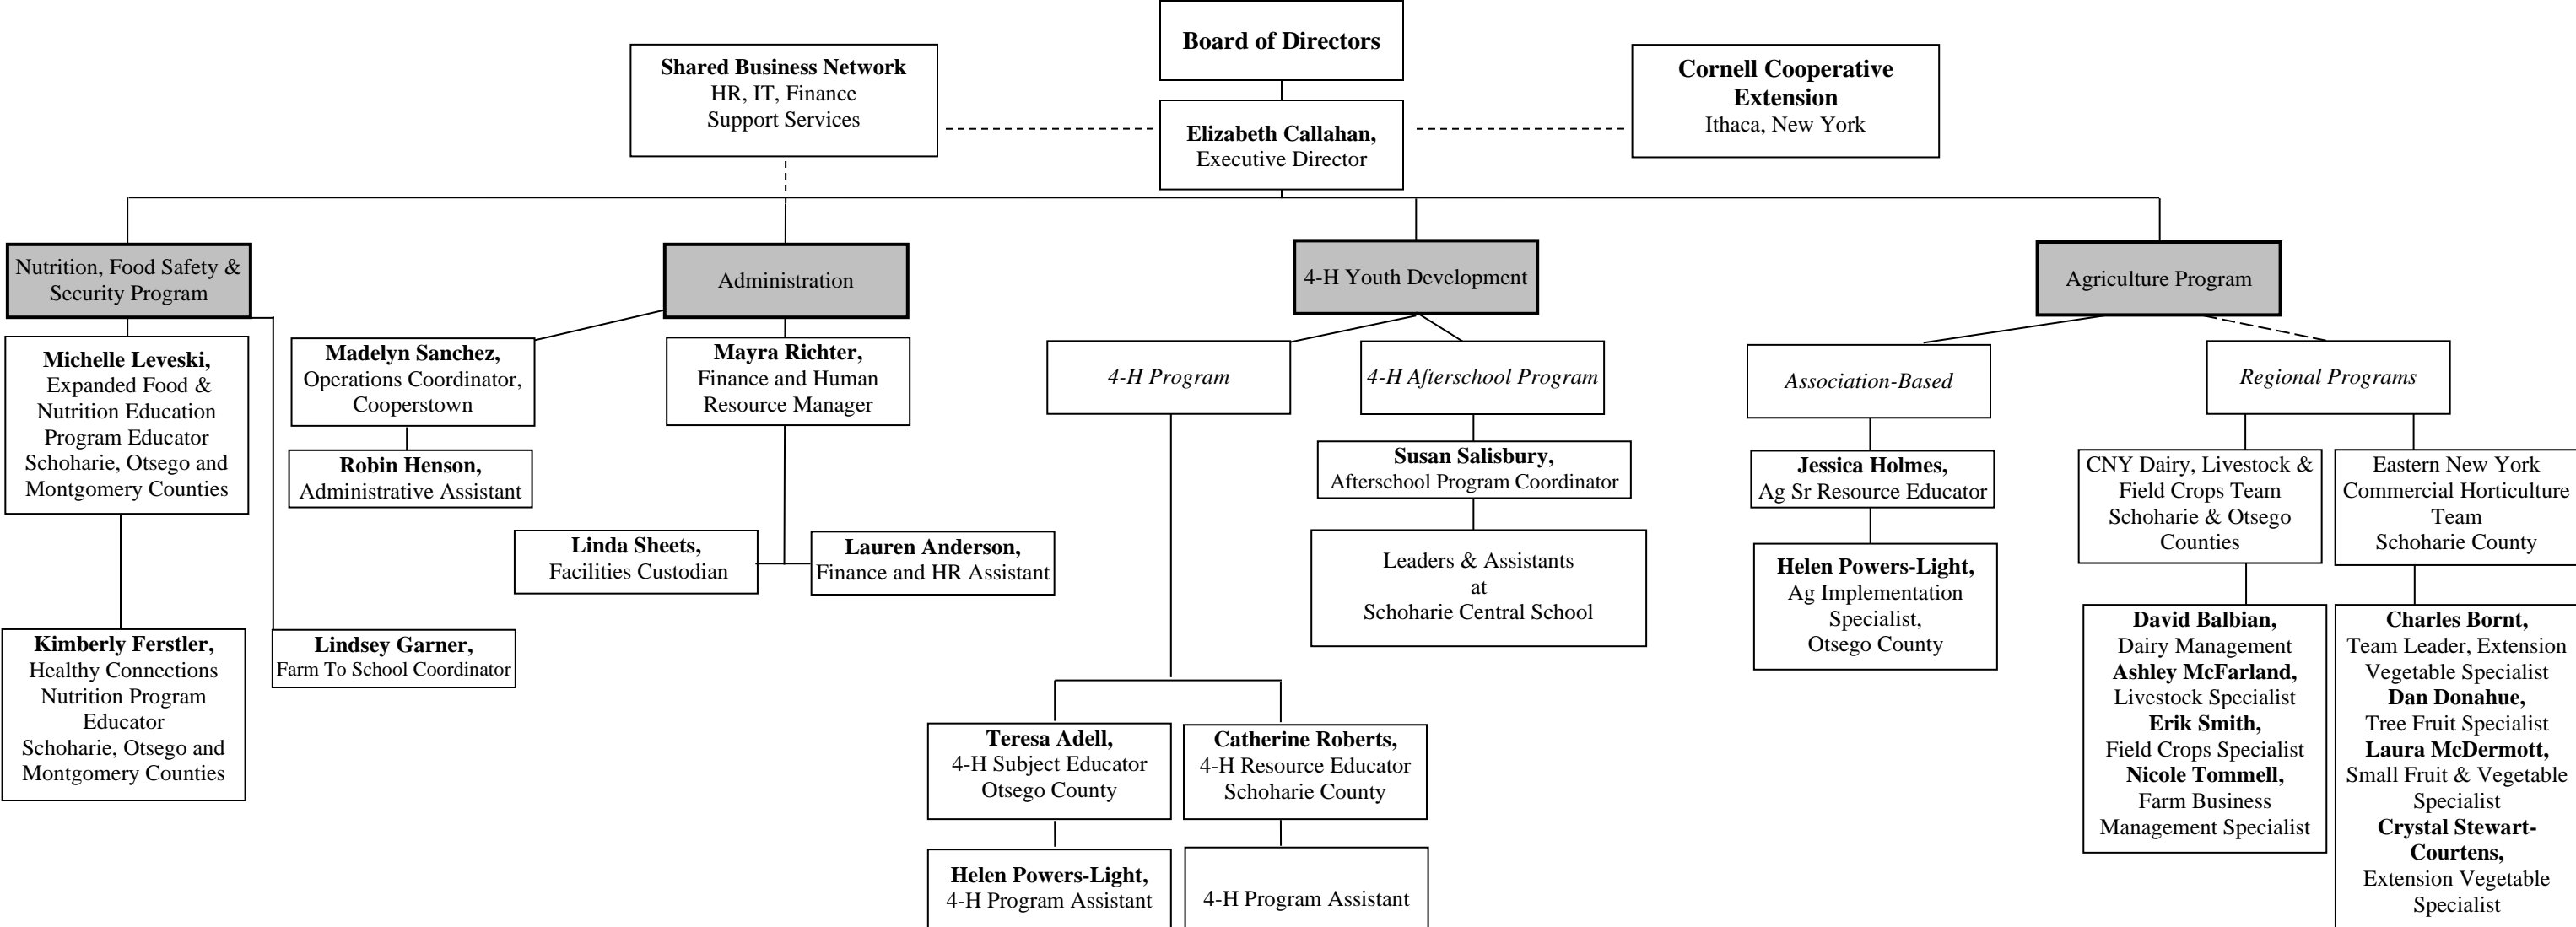 Board of Directors
Shared Business Network
HR, IT, Finance
Support Services
Elizabeth Callahan,
Executive Director
Cornell Cooperative
Extension
Ithaca, New York
Nutrition, Food Safety &
Security Program
Administration
4-H Youth Development
Agriculture Program
Michelle Leveski,
Expanded Food &
Nutrition Education
Program Educator
Schoharie, Otsego and
Montgomery Counties
Madelyn Sanchez,
Operations Coordinator,
Cooperstown
Mayra Richter,
Finance and Human
Resource Manager
4-H Program
4-H Afterschool Program
Association-Based
Regional Programs
Robin Henson,
Administrative Assistant
Susan Salisbury,
Afterschool Program Coordinator
Jessica Holmes,
Ag Sr Resource Educator
CNY Dairy, Livestock &
Field Crops Team
Schoharie & Otsego
Counties
Eastern New York
Commercial Horticulture
Team
Schoharie County
Linda Sheets,
Facilities Custodian
Lauren Anderson,
Finance and HR Assistant
Leaders & Assistants
at
Schoharie Central School
Helen Powers-Light,
Ag Implementation
Specialist,
Otsego County
Kimberly Ferstler,
Healthy Connections
Nutrition Program
Educator
Schoharie, Otsego and
Montgomery Counties
Lindsey Garner,
Farm To School Coordinator
David Balbian,
Dairy Management
Ashley McFarland,
Livestock Specialist
Erik Smith,
Field Crops Specialist
Nicole Tommell,
Farm Business
Management Specialist
Charles Bornt,
Team Leader, Extension
Vegetable Specialist
Dan Donahue,
Tree Fruit Specialist
Laura McDermott,
Small Fruit & Vegetable
Specialist
Crystal Stewart-
Courtens,
Extension Vegetable
Specialist
Teresa Adell,
4-H Subject Educator
Otsego County
Catherine Roberts,
4-H Resource Educator
Schoharie County
Helen Powers-Light,
4-H Program Assistant
4-H Program Assistant